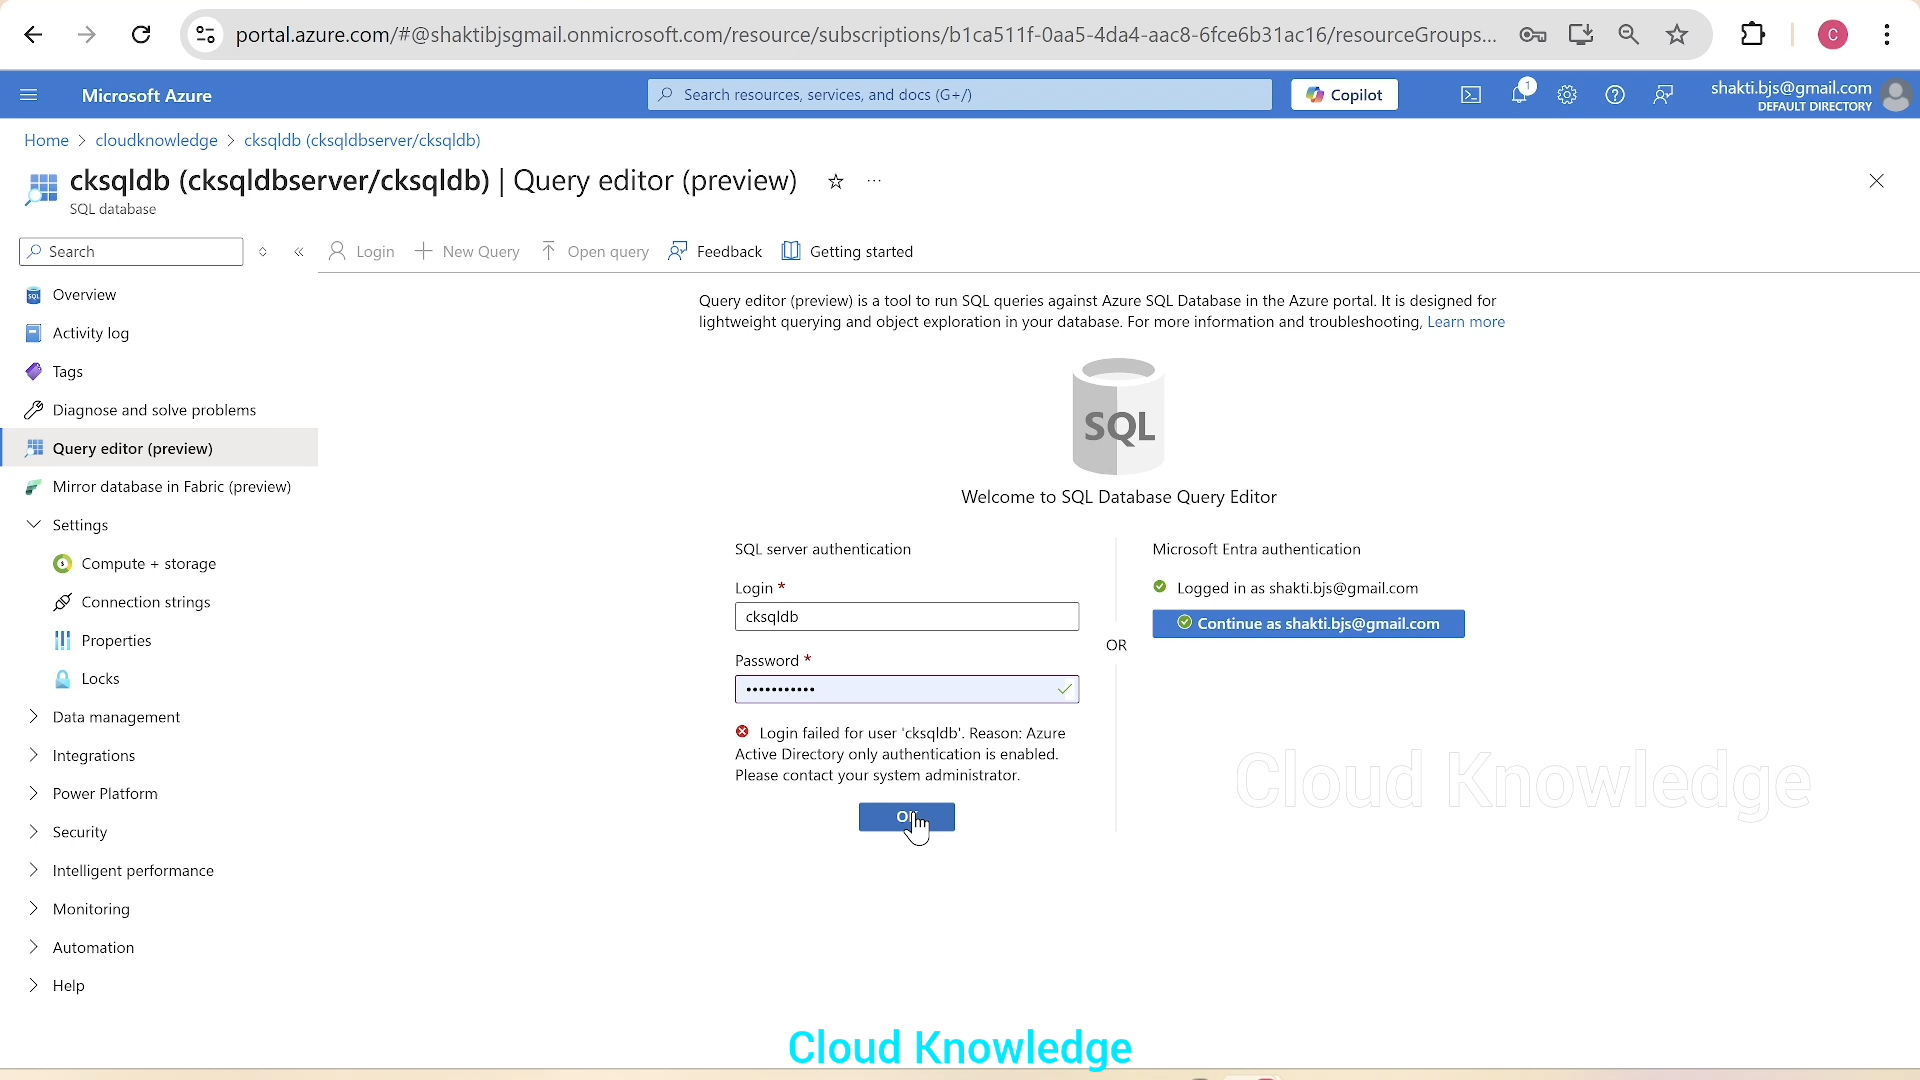 portal.azure.com/#@shaktibjsgmail.onmicrosoft.com/resource/subscriptions/b1ca511f-0aa5-4da4-aac8-6fce6b31ac16/resourceGroups...
C
Microsoft Azure
Search resources, services, and docs (G+/)
Copilot
1
shakti.bjs@gmail.com
DEFAULT DIRECTORY
Home > cloudknowledge > cksqldb (cksqldbserver/cksqldb)
cksqldb (cksqldbserver/cksqldb) | Query editor (preview)
SQL database
Search
Login
New Query
Open query
Feedback
Getting started
Overview
Activity log
Tags
Diagnose and solve problems
Query editor (preview)
Mirror database in Fabric (preview)
Settings
Compute + storage
Connection strings
Properties
Locks
Data management
Integrations
Power Platform
Security
Intelligent performance
Monitoring
Automation
Help
Query editor (preview) is a tool to run SQL queries against Azure SQL Database in the Azure portal. It is designed for
lightweight querying and object exploration in your database. For more information and troubleshooting, Learn more
SQL
Welcome to SQL Database Query Editor
SQL server authentication
Login *
cksqldb
Password *
•••••••••••
Login failed for user 'cksqldb'. Reason: Azure
Active Directory only authentication is enabled.
Please contact your system administrator.
OR
Microsoft Entra authentication
Logged in as shakti.bjs@gmail.com
Continue as shakti.bjs@gmail.com
Cloud Knowledge
Cloud Knowledge